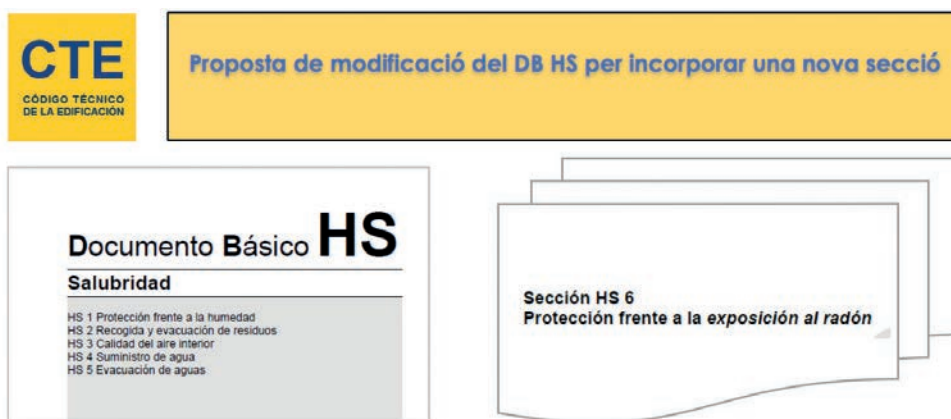 CTE
CÓDIGO TÉCNICO
DE LA EDIFICACIÓN
Proposta de modificació del DB HS per incorporar una nova secció
Documento Básico HS
Salubridad
HS 1 Protección frente a la humedad
HS 2 Recogida y evacuación de residuos
HS 3 Calidad del aire interior
HS 4 Suministro de agua
HS 5 Evacuación de aguas
Sección HS 6
Protección frente a la exposición al radón